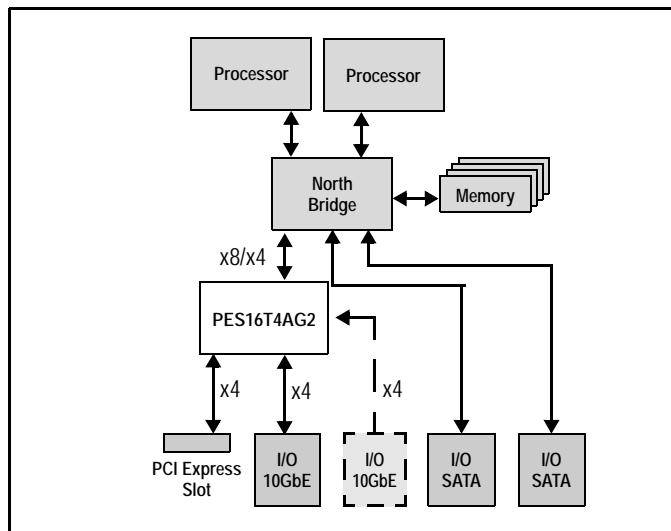 Processor
Processor
North
Bridge
Memory
x8/x4
PES16T4AG2
x4
x4
x4
PCI Express
Slot
I/O
10GbE
I/O
10GbE
I/O
SATA
I/O
SATA